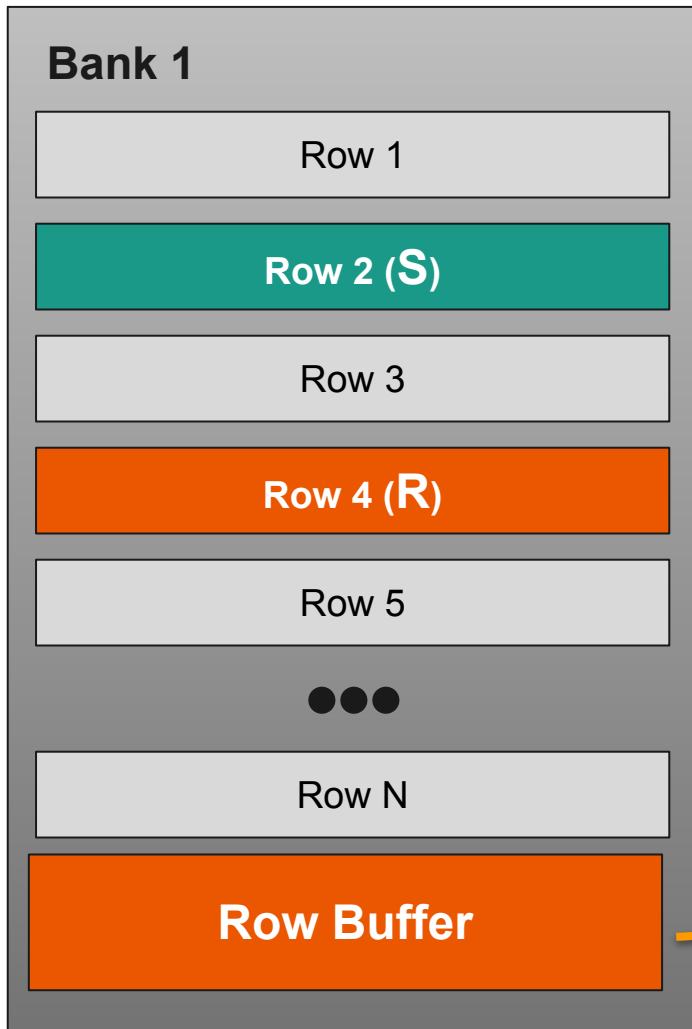 Bank 1
Row 1
Row 2 (S)
Row 3
Row 4 (R)
Row 5
●●●
Row N
Row Buffer